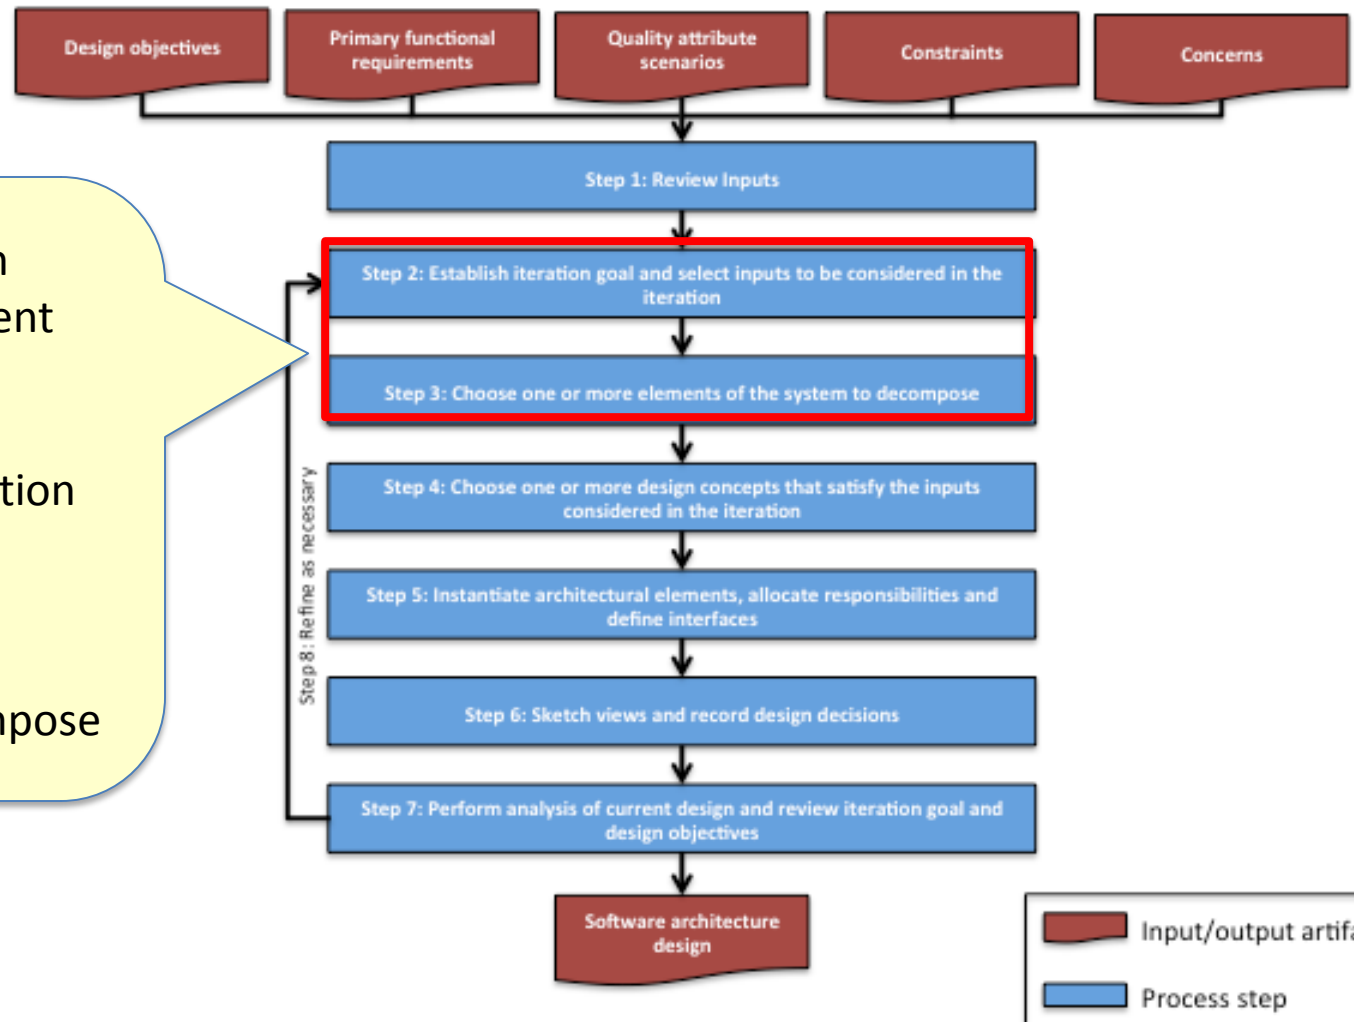 Design objectives
Primary functional
requirements
Quality attribute
scenarios
Constraints
Concerns
Step 1: Review Inputs
Step 2: Establish iteration goal and select inputs to be considered in the
iteration
Step 3: Choose one or more elements of the system to decompose
Step 4: Choose one or more design concepts that satisfy the inputs
considered in the iteration
Step 5: Instantiate architectural elements, allocate responsibilities and
define interfaces
Step 6: Sketch views and record design decisions
Step 7: Perform analysis of current design and review iteration goal and
design objectives
Step 8: Refine as necessary
Software architecture
design
Input/output
Process step